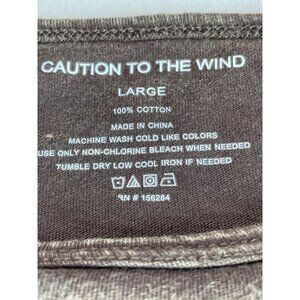 CAUTION TO THE WIND
LARGE
100% COTTON
MADE IN CHINA
MACHINE WASH COLD LIKE COLORS
USE ONLY NON-CHLORINE BLEACH WHEN NEEDED
TUMBLE DRY LOW COOL IRON IF NEEDED
RN # 156284